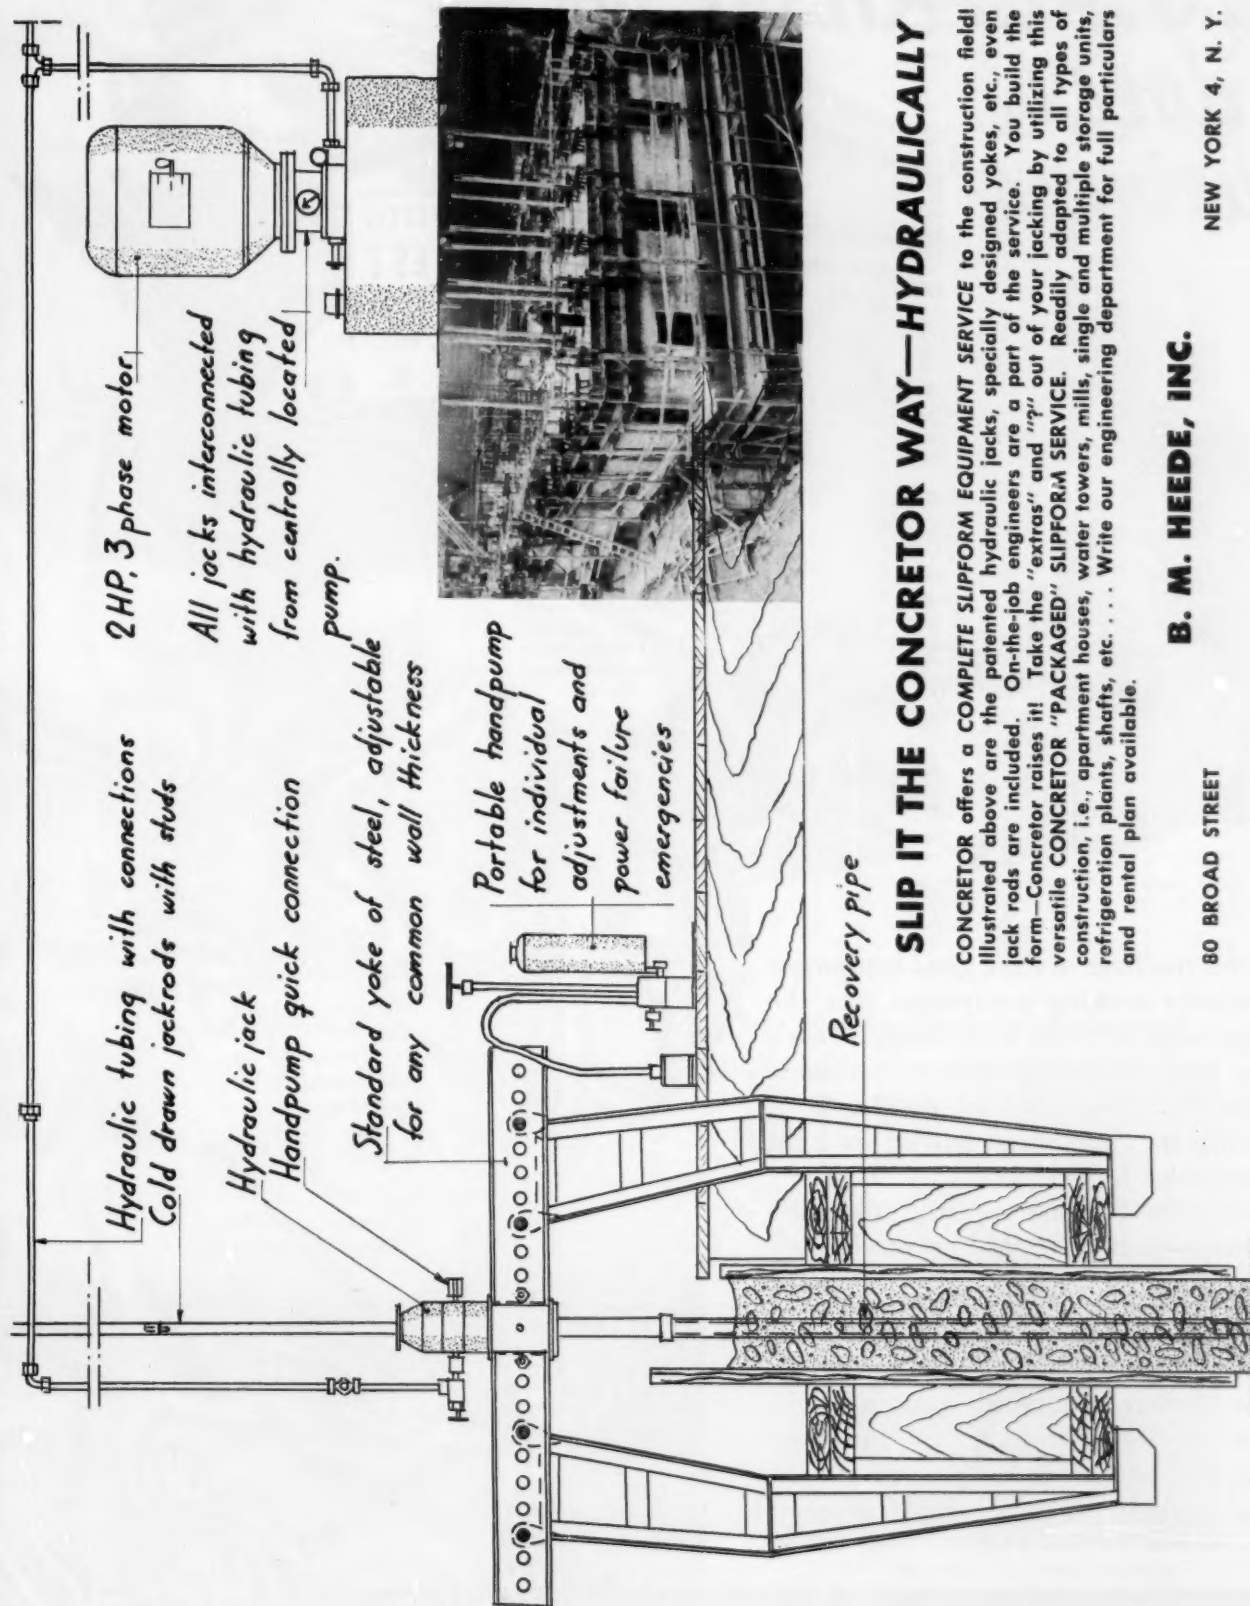 Hydraulic tubing with connections
Cold drawn jackrods with studs
Hydraulic jack
Handpump quick connection
Standard yoke of steel, adjustable
for any common wall thickness
2HP. 3 phase motor
All jacks interconnected
with hydraulic tubing
from centrally located
pump.
Portable handpump
for individual
adjustments and
power failure
emergencies
Recovery pipe
SLIP IT THE CONCRETOR WAY—HYDRAULICALLY
CONCRETOR offers a COMPLETE SLIPFORM EQUIPMENT SERVICE to the construction field!
Illustrated above are the patented hydraulic jacks, specially designed yokes, etc., even
jack rods are included. On-the-job engineers are a part of the service. You build the
form—Concretor raises it! Take the "extras" and "?" out of your jacking by utilizing this
versatile CONCRETOR "PACKAGED" SLIPFORM SERVICE. Readily adapted to all types of
construction, i.e., apartment houses, water towers, mills, single and multiple storage units,
refrigeration plants, shafts, etc. . . . Write our engineering department for full particulars
and rental plan available.
B. M. HEEDE, INC.
80 BROAD STREET NEW YORK 4, N. Y.